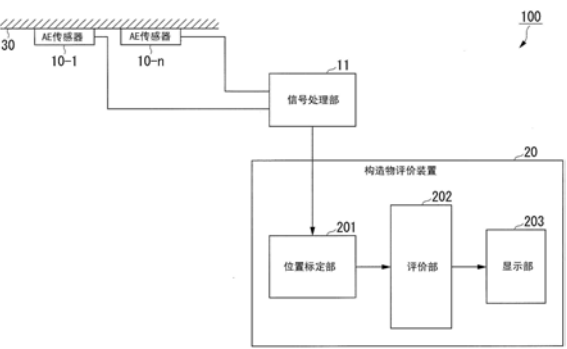 100
AE传感器
AE传感器
30
10-1
10-n
11
信号处理部
20
构造物评价装置
201
位置标定部
202
评价部
203
显示部